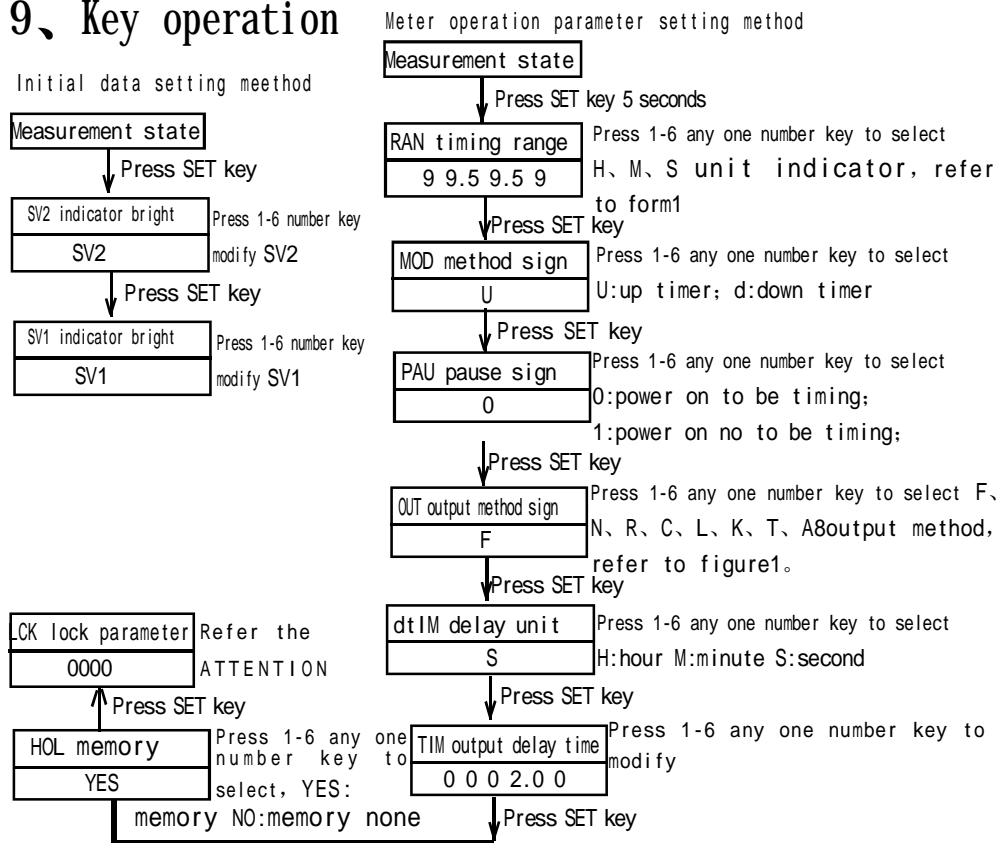 9、Key operation
Initial data setting meethod
Measurement state
Press SET key
SV2 indicator bright
SV2
Press 1-6 number key
modify SV2
Press SET key
SV1 indicator bright
SV1
Press 1-6 number key
modify SV1
Meter operation parameter setting method
Measurement state
Press SET key 5 seconds
RAN timing range
9 9.5 9.5 9
Press 1-6 any one number key to select
H、M、S unit indicator，refer
to form1
Press SET key
MOD method sign
U
Press 1-6 any one number key to select
U:up timer；d:down timer
Press SET key
PAU pause sign
0
Press 1-6 any one number key to select
0:power on to be timing；
1:power on no to be timing；
Press SET key
OUT output method sign
F
Press 1-6 any one number key to select F、
N、R、C、L、K、T、A8output method，
refer to figure1。
Press SET key
dtIM delay unit
S
Press 1-6 any one number key to select
H:hour M:minute S:second
Press SET key
TIM output delay time
0 0 0 2.0 0
Press 1-6 any one number key to
modify
Press SET key
HOL memory
YES
Press 1-6 any one
number key to
select，YES:
memory NO:memory none
Press SET key
LCK lock parameter
0000
Refer the
ATTENTION